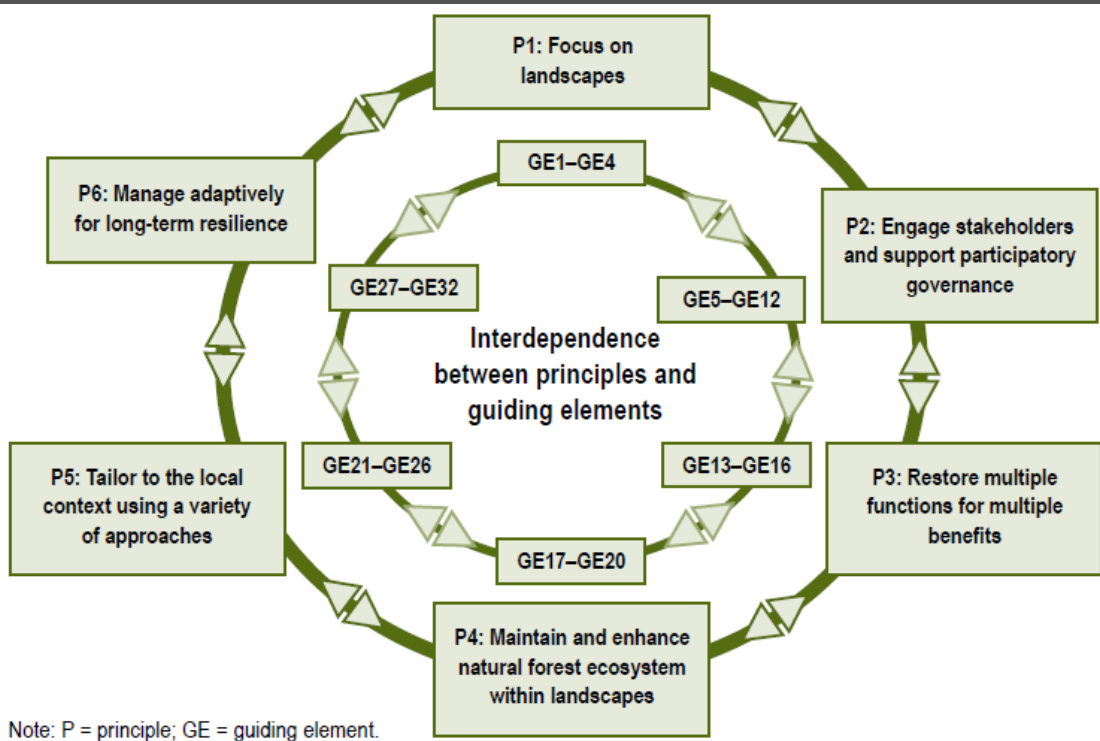 P1: Focus on
landscapes
P2: Engage stakeholders
and support participatory
governance
P3: Restore multiple
functions for multiple
benefits
P4: Maintain and enhance
natural forest ecosystem
within landscapes
P5: Tailor to the local
context using a variety
of approaches
P6: Manage adaptively
for long-term resilience
GE1–GE4
GE5–GE12
GE13–GE16
GE17–GE20
GE21–GE26
GE27–GE32
Interdependence
between principles and
guiding elements
Note: P = principle; GE = guiding element.